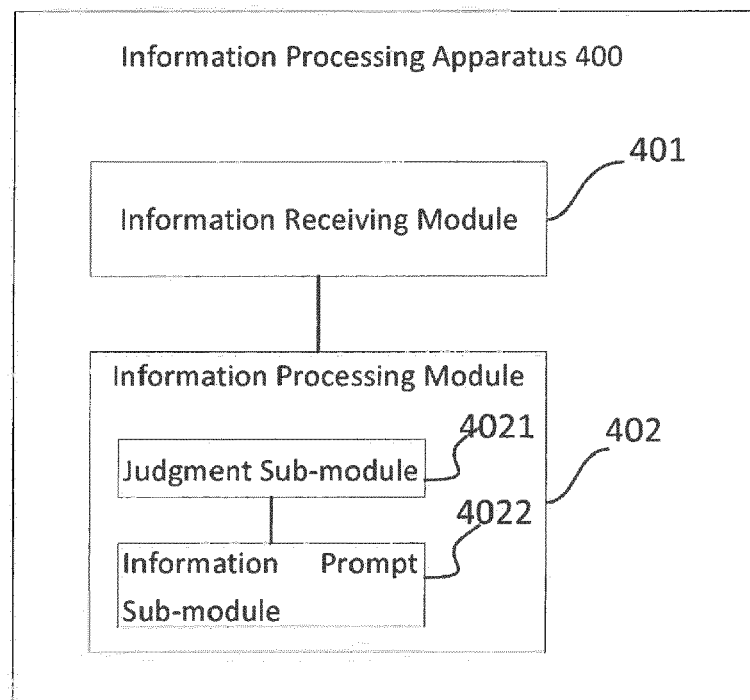 Information Processing Apparatus 400
401
Information Receiving Module
Information Processing Module
4021
402
Judgment Sub-module
4022
Information Prompt
Sub-module